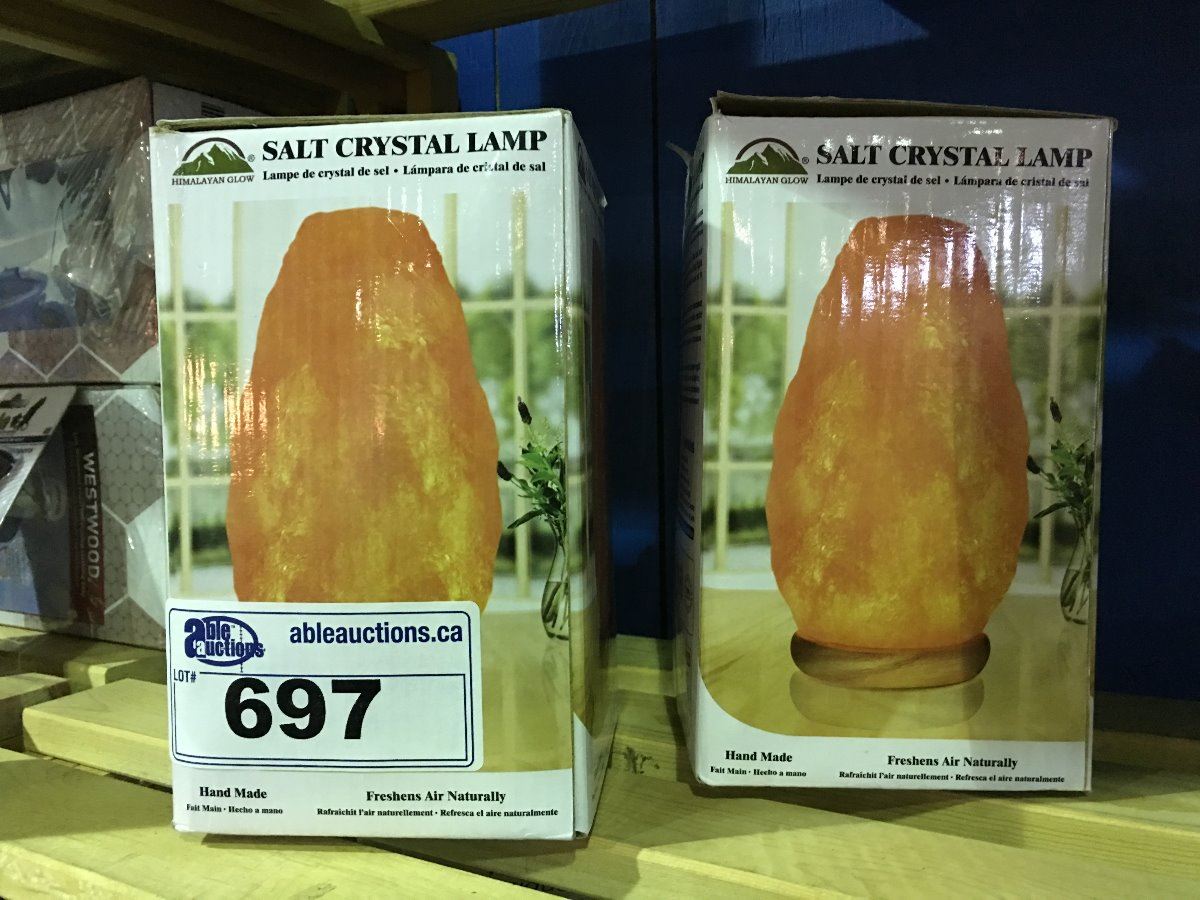 HIMALAYAN GLOW®
SALT CRYSTAL LAMP
Lampe de crystal de sel • Lámpara de cristal de sal
able auctions™
ableauctions.ca
LOT#
697
Hand Made
Fait Main • Hecho a mano
Freshens Air Naturally
Rafraîchit l'air naturellement • Refresca el aire naturalmente
HIMALAYAN GLOW®
SALT CRYSTAL LAMP
Lampe de crystal de sel • Lámpara de cristal de sal
Hand Made
Fait Main • Hecho a mano
Freshens Air Naturally
Rafraîchit l'air naturellement • Refresca el aire naturalmente
WESTWOOD